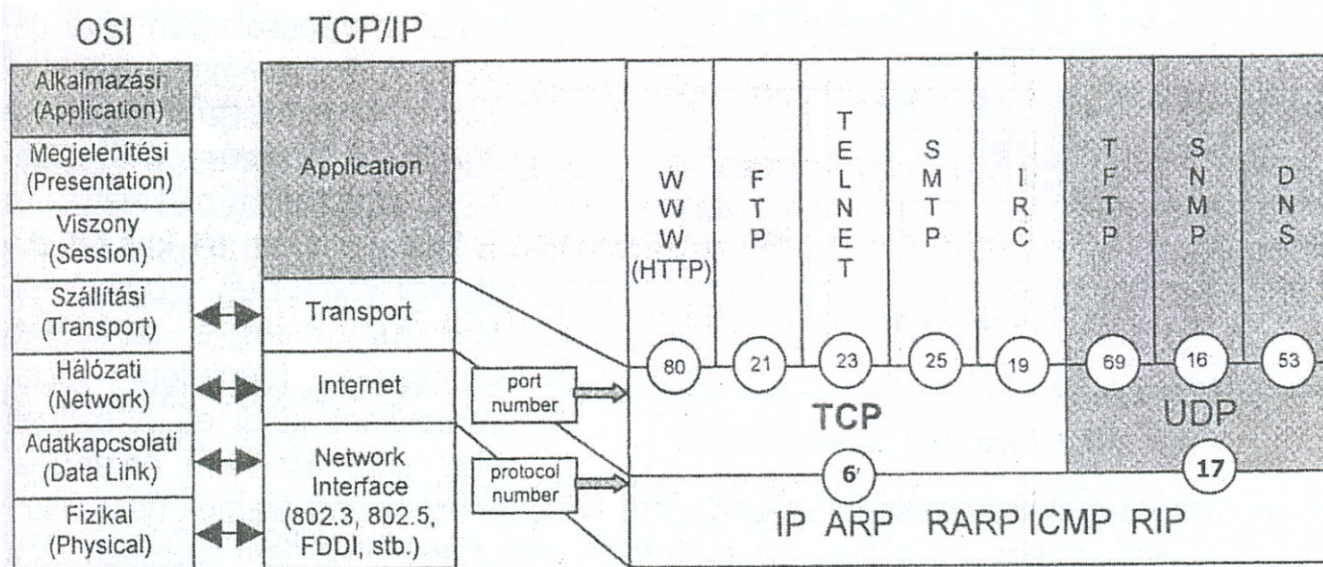 OSI
TCP/IP
Alkalmazási
(Application)
Megjelenítési
(Presentation)
Viszony
(Session)
Szállítási
(Transport)
Hálózati
(Network)
Adatkapcsolati
(Data Link)
Fizikal
(Physical)
Application
Transport
Internet
Network
Interface
(802.3, 802.5,
FDDI, stb.)
port
number
protocol
number
WWW
(HTTP)
FTP
TELNET
SMTP
IRC
TFTP
SNMP
DNS
80 21 23 25 19 69 16 53
TCP UDP
6 17
IP ARP RARP ICMP RIP